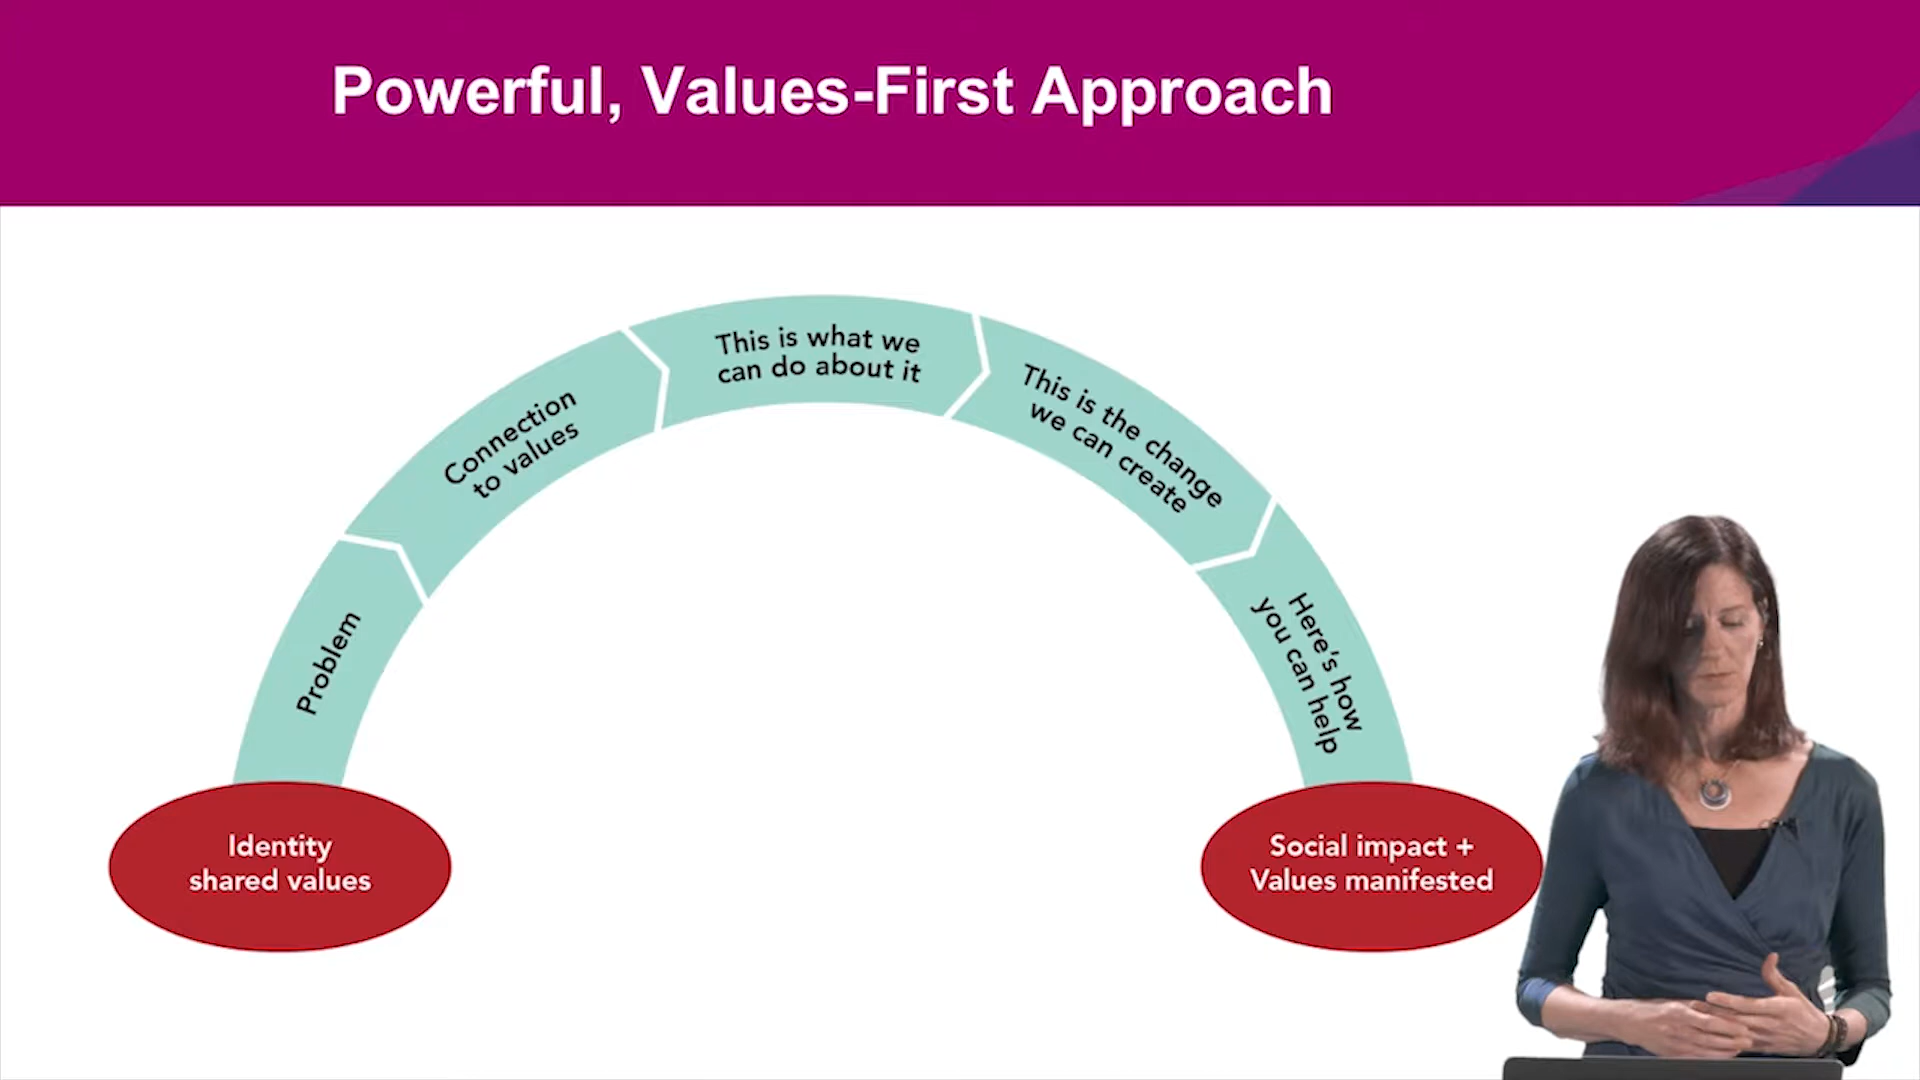 Powerful, Values-First Approach
Problem
Connection
to values
This is what we
can do about it
This is the change
we can create
Here's how
you can help
Identity
shared values
Social impact +
Values manifested